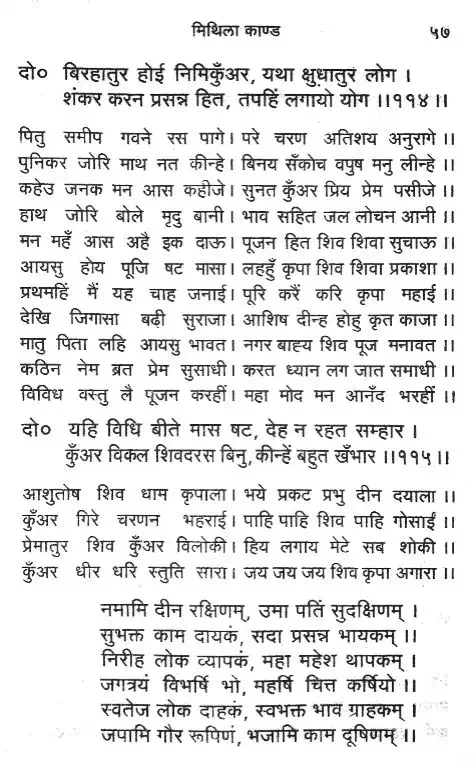 मिथिला काण्ड ५७
दो० बिरहातुर होई निमिकुँअर, यथा क्षुधातुर लोग ।
शंकर करन प्रसन्न हित, तपहिं लगायो योग ।।११४।।
पितु समीप गवने रस पागे। परे चरण अतिशय अनुरागे ।।
पुनिकर जोरि माथ नत कीन्हे। बिनय सँकोच वपुष मनु लीन्हे ।।
कहेउ जनक मन आस कहीजे। सुनत कुँअर प्रिय प्रेम पसीजे ।।
हाथ जोरि बोले मृदु बानी। भाव सहित जल लोचन आनी ।।
मन महँ आस अहै इक दाऊ। पूजन हित शिव शिवा सुचाऊ ।।
आयसु होय पूजि षट मासा। लहहुँ कृपा शिव शिवा प्रकाशा ।।
प्रथमहिं मैं यह चाह जनाई। पूरि करैं करि कृपा महाई ।।
देखि जिगासा बढ़ी सुराजा। आशिष दीन्ह होहु कृत काजा ।।
मातु पिता लहि आयसु भावत। नगर बाह्य शिव पूज मनावत ।।
कठिन नेम ब्रत प्रेम सुसाधी। करत ध्यान लग जात समाधी ।।
विविध वस्तु लै पूजन करहीं। महा मोद मन आनँद भरहीं ।।
दो० यहि विधि बीते मास षट, देह न रहत सम्हार ।
कुँअर विकल शिवदरस बिनु, कीन्हें बहुत खँभार ।।११५।।
आशुतोष शिव धाम कृपाला। भये प्रकट प्रभु दीन दयाला ।।
कुँअर गिरे चरणन भहराई। पाहि पाहि शिव पाहि गोसाईं ।।
प्रेमातुर शिव कुँअर विलोकी। हिय लगाय मेटे सब शोकी ।।
कुँअर धीर धरि स्तुति सारा। जय जय जय शिव कृपा अगारा ।।
नमामि दीन रक्षिणम्, उमा पतिं सुदक्षिणम् ।
सुभक्त काम दायकं, सदा प्रसन्न भायकम् ।।
निरीह लोक व्यापकं, महा महेश थापकम् ।
जगत्रयं विभर्षि भो, महर्षि चित्त कर्षियो ।।
स्वतेज लोक दाहकं, स्वभक्त भाव ग्राहकम् ।
जपामि गौर रूपिणं, भजामि काम दूषिणम् ।।